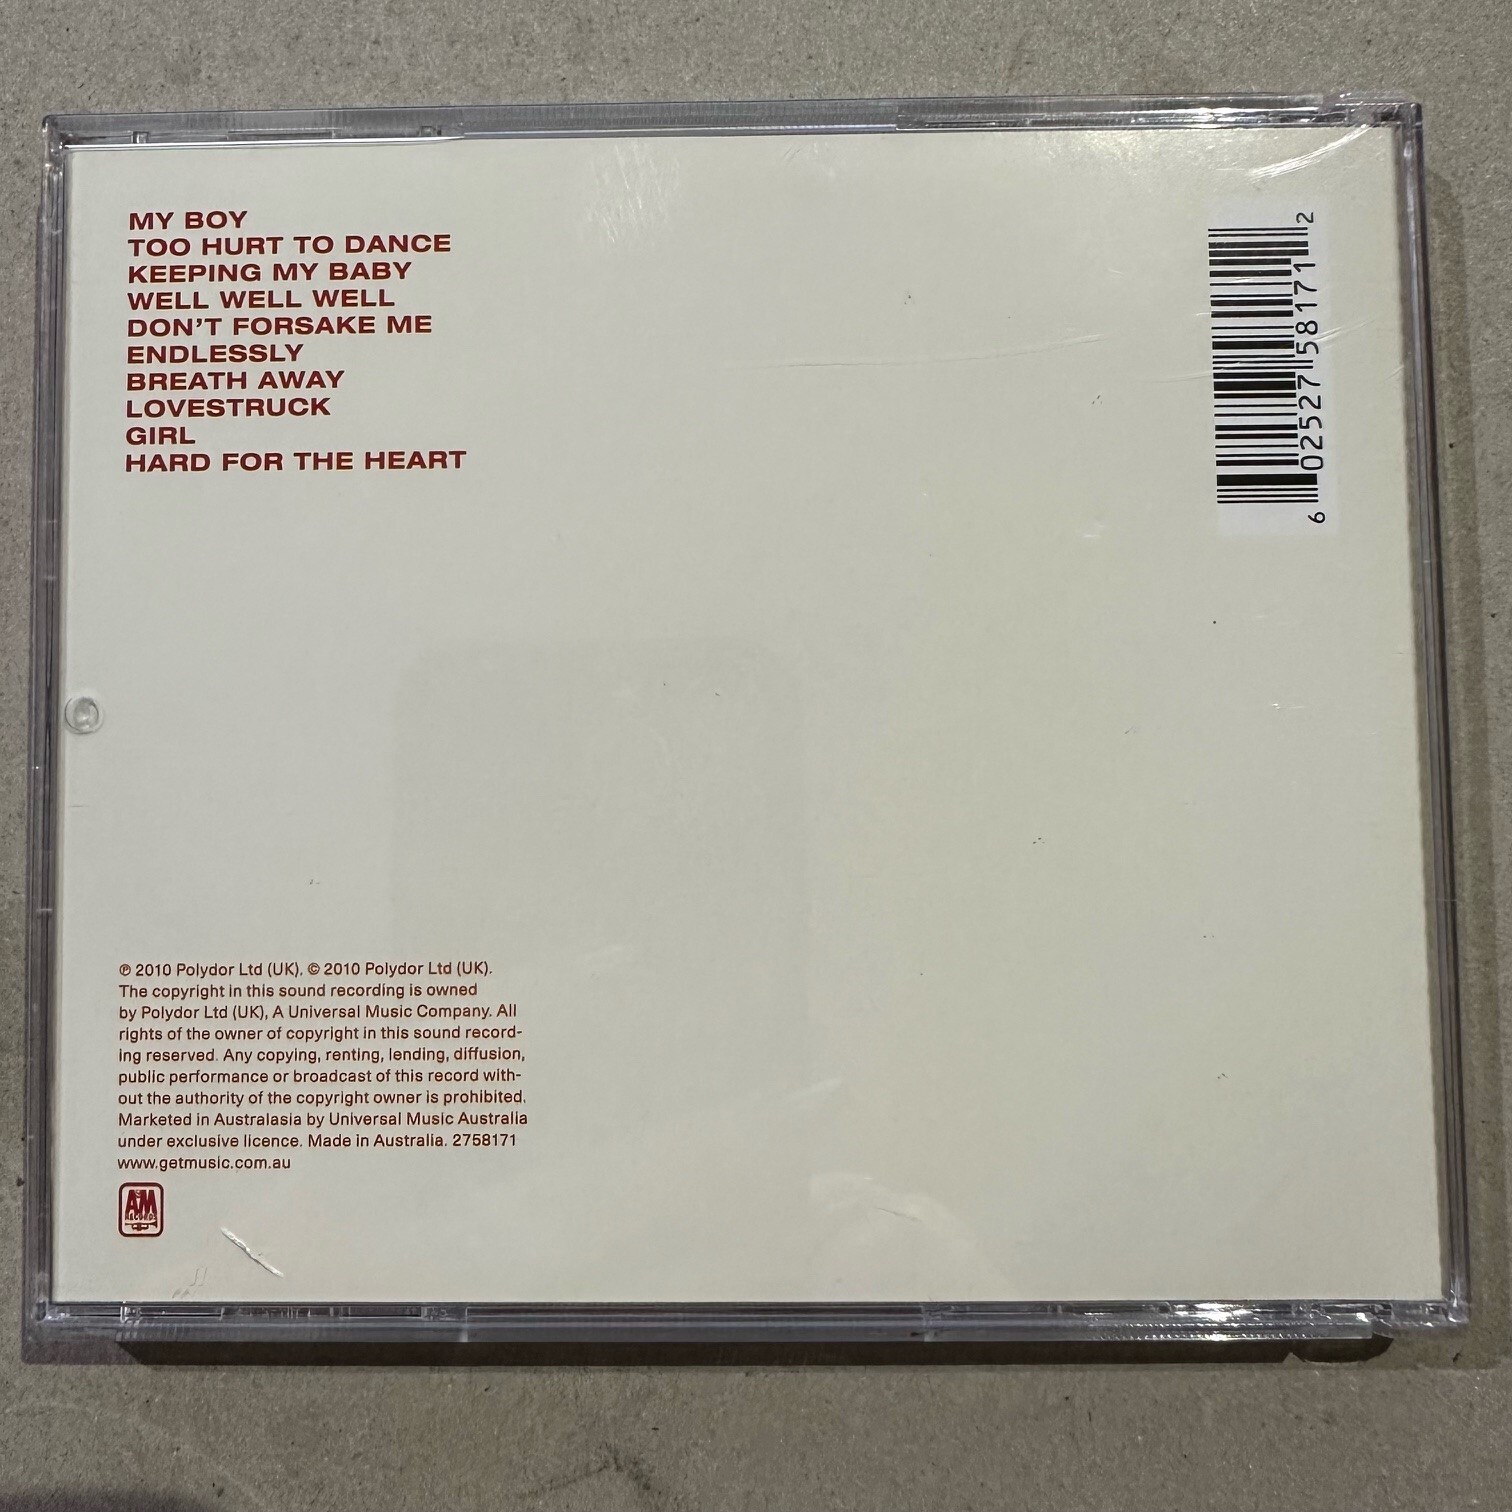 MY BOY
TOO HURT TO DANCE
KEEPING MY BABY
WELL WELL WELL
DON'T FORSAKE ME
ENDLESSLY
BREATH AWAY
LOVESTRUCK
GIRL
HARD FOR THE HEART
6 02527 58171 2
℗ 2010 Polydor Ltd (UK), © 2010 Polydor Ltd (UK).
The copyright in this sound recording is owned
by Polydor Ltd (UK), A Universal Music Company. All
rights of the owner of copyright in this sound record-
ing reserved. Any copying, renting, lending, diffusion,
public performance or broadcast of this record with-
out the authority of the copyright owner is prohibited.
Marketed in Australasia by Universal Music Australia
under exclusive licence. Made in Australia. 2758171
www.getmusic.com.au
A&M
RECORDS